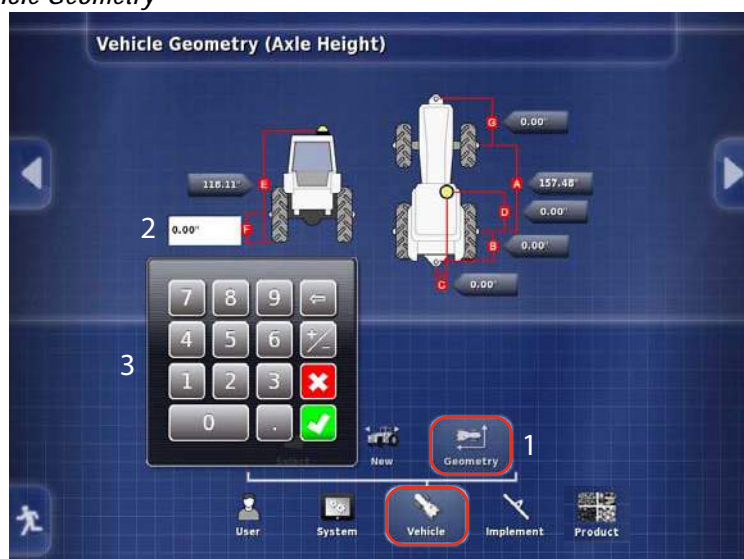 icle Geometry
Vehicle Geometry (Axle Height)
G 0.00"
118.11" E
A 157.48"
2 0.00" F
D 0.00"
B 0.00"
C 0.00"
7 8 9 ⇦
4 5 6 +/-
3
1 2 3 ✖
0 . ✔
New
Geometry 1
User
System
Vehicle
Implement
Product